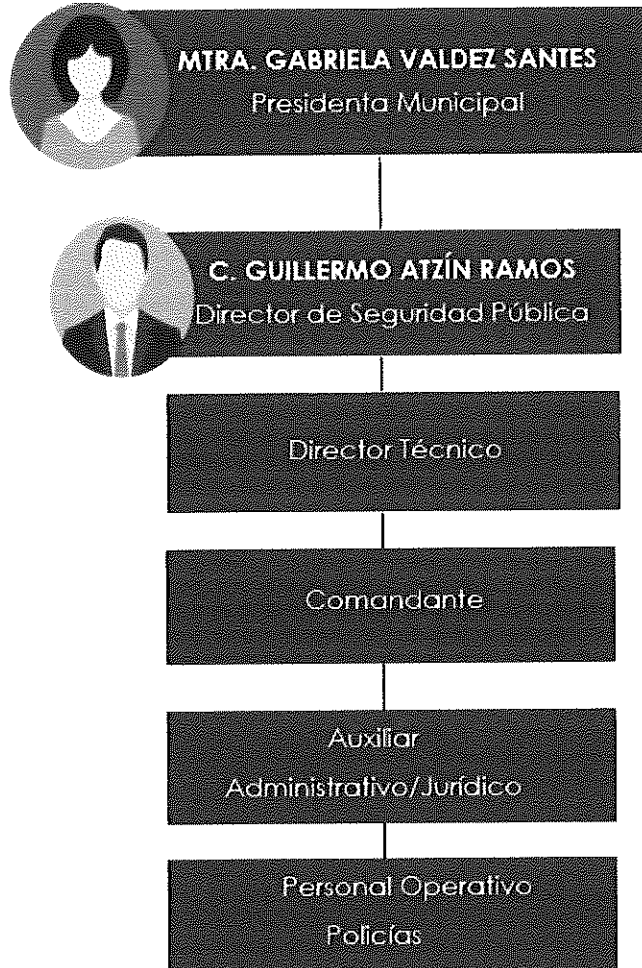 MTRA. GABRIELA VALDEZ SANTES
Presidenta Municipal
C. GUILLERMO ATZÍN RAMOS
Director de Seguridad Pública
Director Técnico
Comandante
Auxiliar
Administrativo/Jurídico
Personal Operativo
Policías